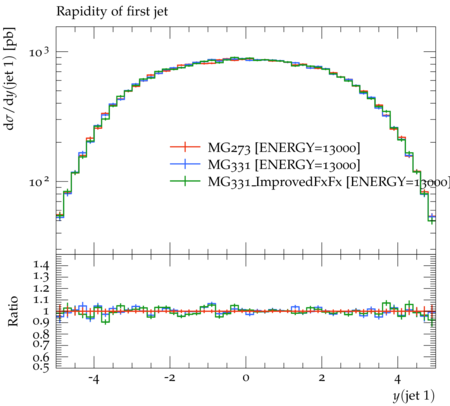 Rapidity of first jet
dσ/dy(jet 1) [pb]
10³
10²
MG273 [ENERGY=13000]
MG331 [ENERGY=13000]
MG331_ImprovedFxFx [ENERGY=13000]
Ratio
1.4
1.3
1.2
1.1
1
0.9
0.8
0.7
0.6
0.5
-4 -2 0 2 4
y(jet 1)